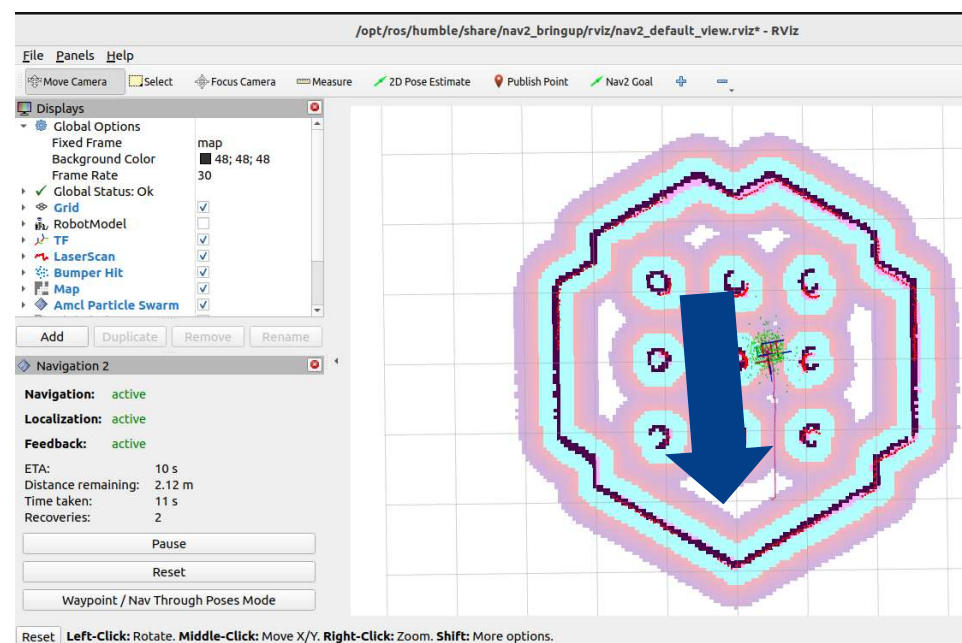 /opt/ros/humble/share/nav2_bringup/rviz/nav2_default_view.rviz* - RViz
File Panels Help
Move Camera Select Focus Camera Measure 2D Pose Estimate Publish Point Nav2 Goal
Displays
Global Options
Fixed Frame map
Background Color 48; 48; 48
Frame Rate 30
Global Status: Ok
Grid
RobotModel
TF
LaserScan
Bumper Hit
Map
Amcl Particle Swarm
Add Duplicate Remove Rename
Navigation 2
Navigation: active
Localization: active
Feedback: active
ETA: 10 s
Distance remaining: 2.12 m
Time taken: 11 s
Recoveries: 2
Pause
Reset
Waypoint / Nav Through Poses Mode
Reset Left-Click: Rotate. Middle-Click: Move X/Y. Right-Click: Zoom. Shift: More options.